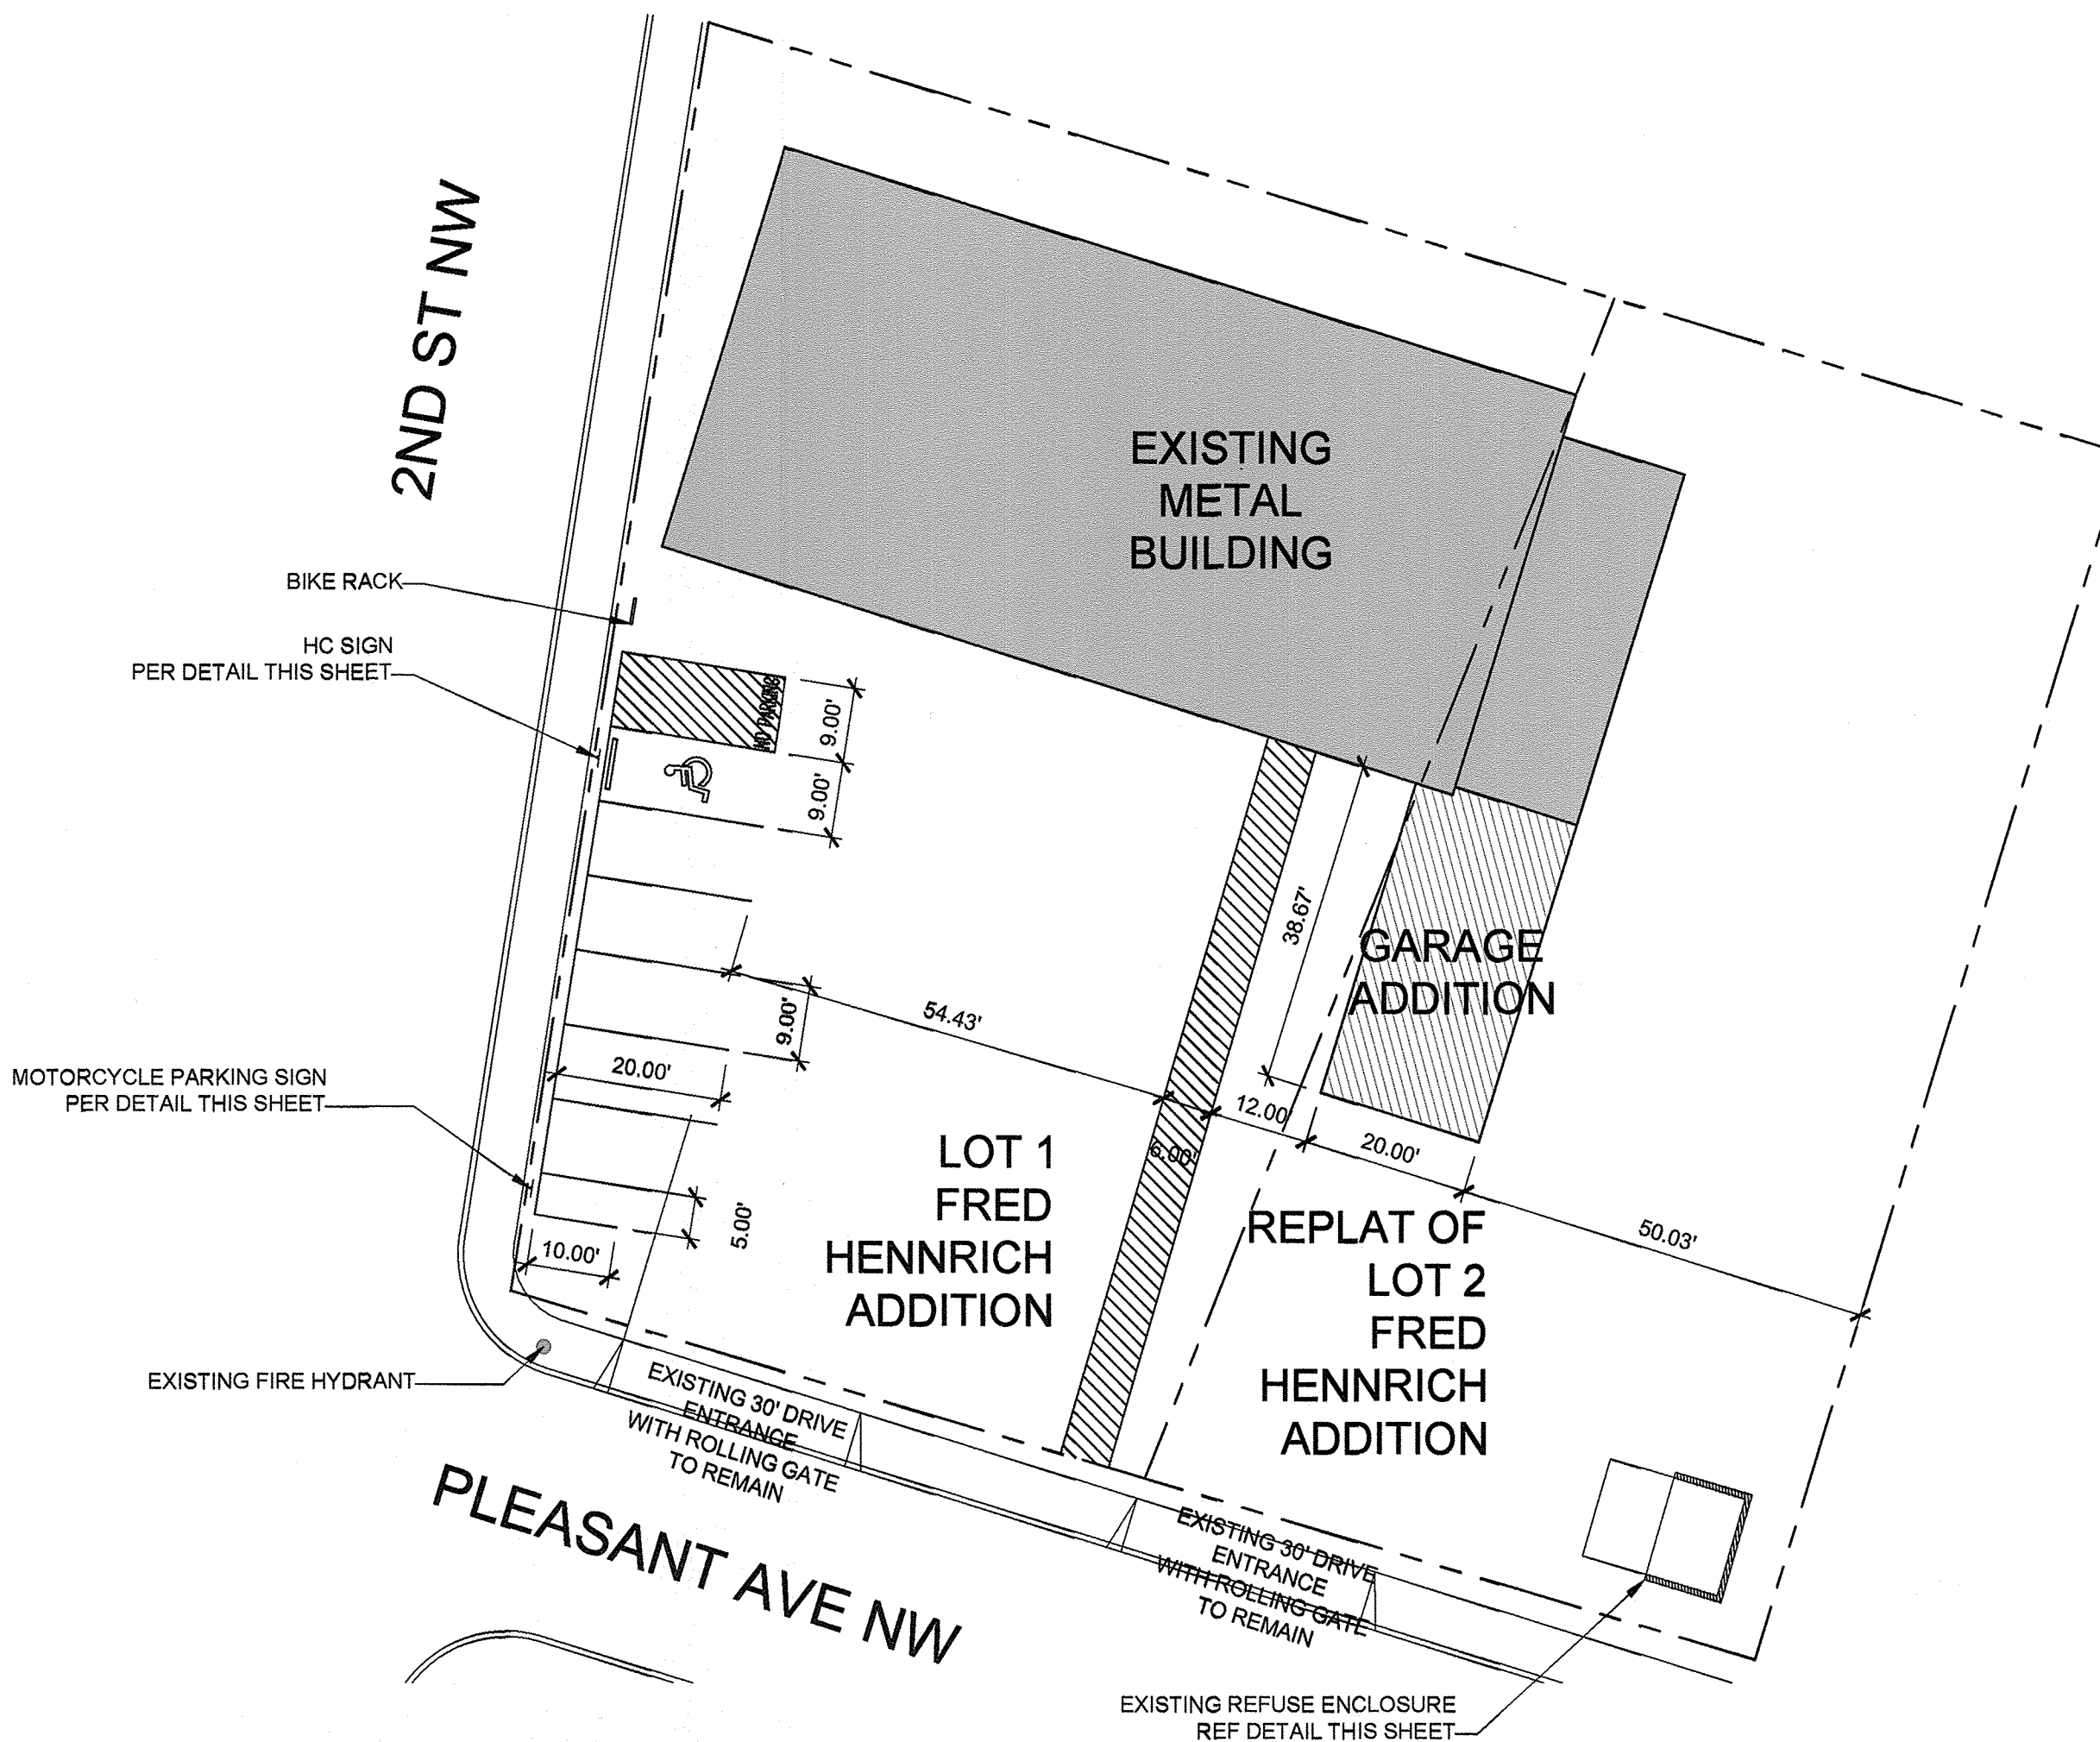 2ND ST NW
EXISTING
METAL
BUILDING
BIKE RACK
HC SIGN
PER DETAIL THIS SHEET
NO PARKING
9.00'
9.00'
38.67'
GARAGE
ADDITION
54.43'
9.00'
20.00'
MOTORCYCLE PARKING SIGN
PER DETAIL THIS SHEET
12.00'
6.00'
20.00'
LOT 1
FRED
HENNRICH
ADDITION
5.00'
10.00'
REPLAT OF
LOT 2
FRED
HENNRICH
ADDITION
50.03'
EXISTING FIRE HYDRANT
EXISTING 30' DRIVE
ENTRANCE
WITH ROLLING GATE
TO REMAIN
PLEASANT AVE NW
EXISTING 30' DRIVE
ENTRANCE
WITH ROLLING GATE
TO REMAIN
EXISTING REFUSE ENCLOSURE
REF DETAIL THIS SHEET